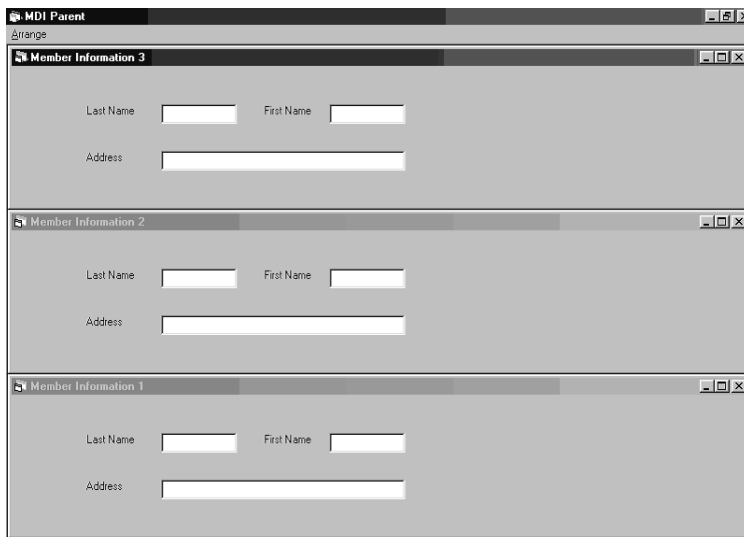 MDI Parent
Arrange
Member Information 3
Last Name First Name
Address
Member Information 2
Last Name First Name
Address
Member Information 1
Last Name First Name
Address